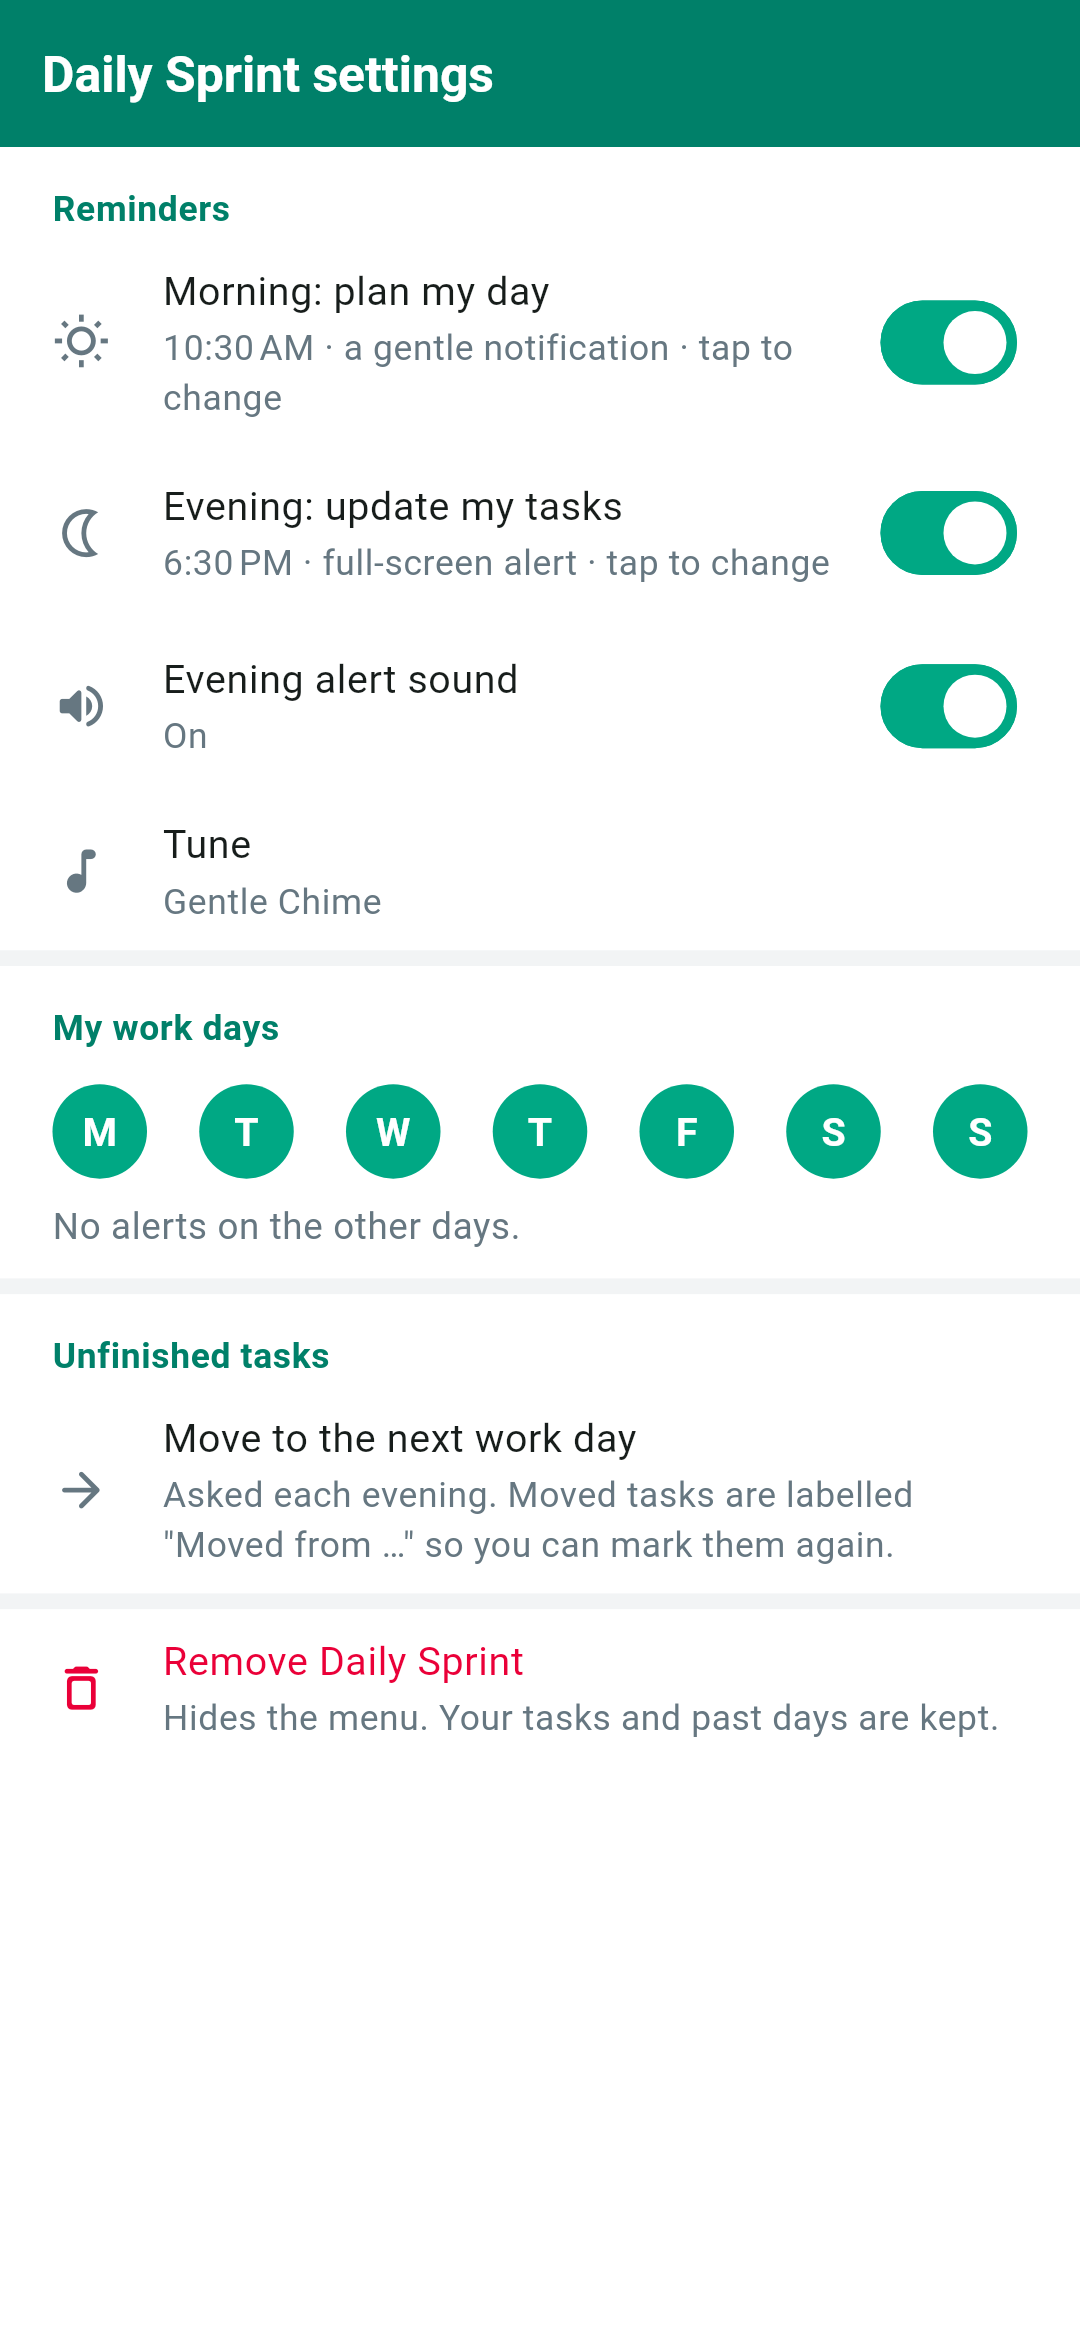 Daily Sprint settings
Reminders
Morning: plan my day
10:30 AM · a gentle notification · tap to
change
Evening: update my tasks
6:30 PM · full-screen alert · tap to change
Evening alert sound
On
Tune
Gentle Chime
My work days
M T W T F S S
No alerts on the other days.
Unfinished tasks
Move to the next work day
Asked each evening. Moved tasks are labelled
"Moved from …" so you can mark them again.
Remove Daily Sprint
Hides the menu. Your tasks and past days are kept.